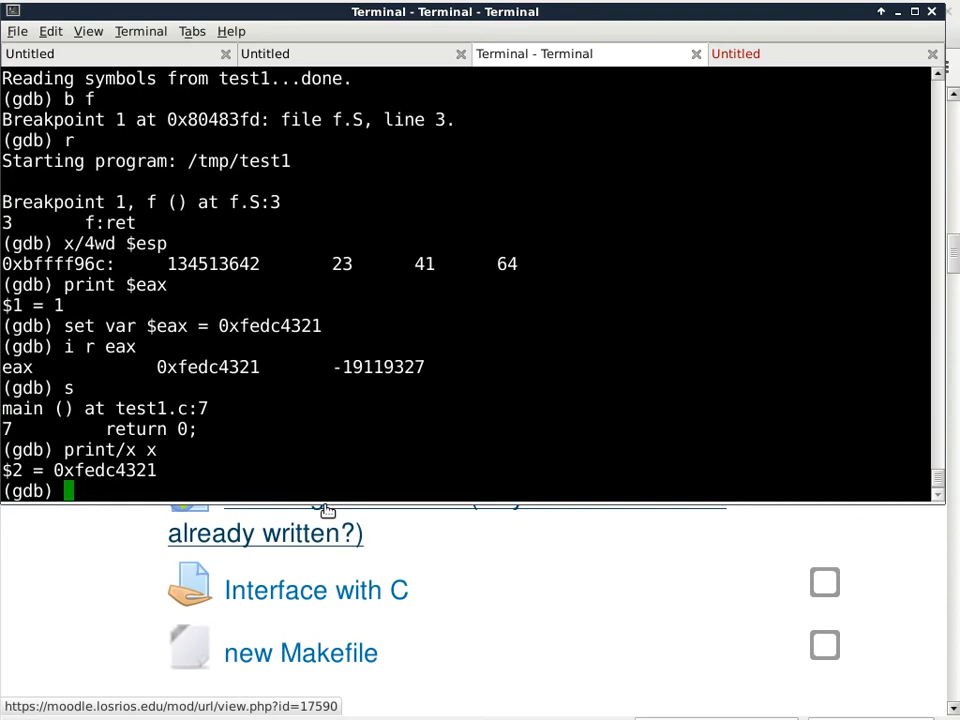 Terminal - Terminal - Terminal
File Edit View Terminal Tabs Help
Untitled Untitled Terminal - Terminal Untitled
Reading symbols from test1...done.
(gdb) b f
Breakpoint 1 at 0x80483fd: file f.S, line 3.
(gdb) r
Starting program: /tmp/test1
Breakpoint 1, f () at f.S:3
3 f:ret
(gdb) x/4wd $esp
0xbffff96c: 134513642 23 41 64
(gdb) print $eax
$1 = 1
(gdb) set var $eax = 0xfedc4321
(gdb) i r eax
eax 0xfedc4321 -19119327
(gdb) s
main () at test1.c:7
7 return 0;
(gdb) print/x x
$2 = 0xfedc4321
(gdb)
already written?)
Interface with C
new Makefile
https://moodle.losrios.edu/mod/url/view.php?id=17590